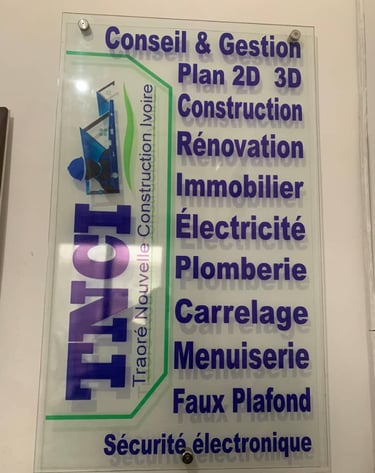 Conseil & Gestion
Plan 2D 3D
Construction
Rénovation
Immobilier
Électricité
Plomberie
Carrelage
Menuiserie
Faux Plafond
Sécurité électronique
TNCI
Traoré Nouvelle Construction Ivoire